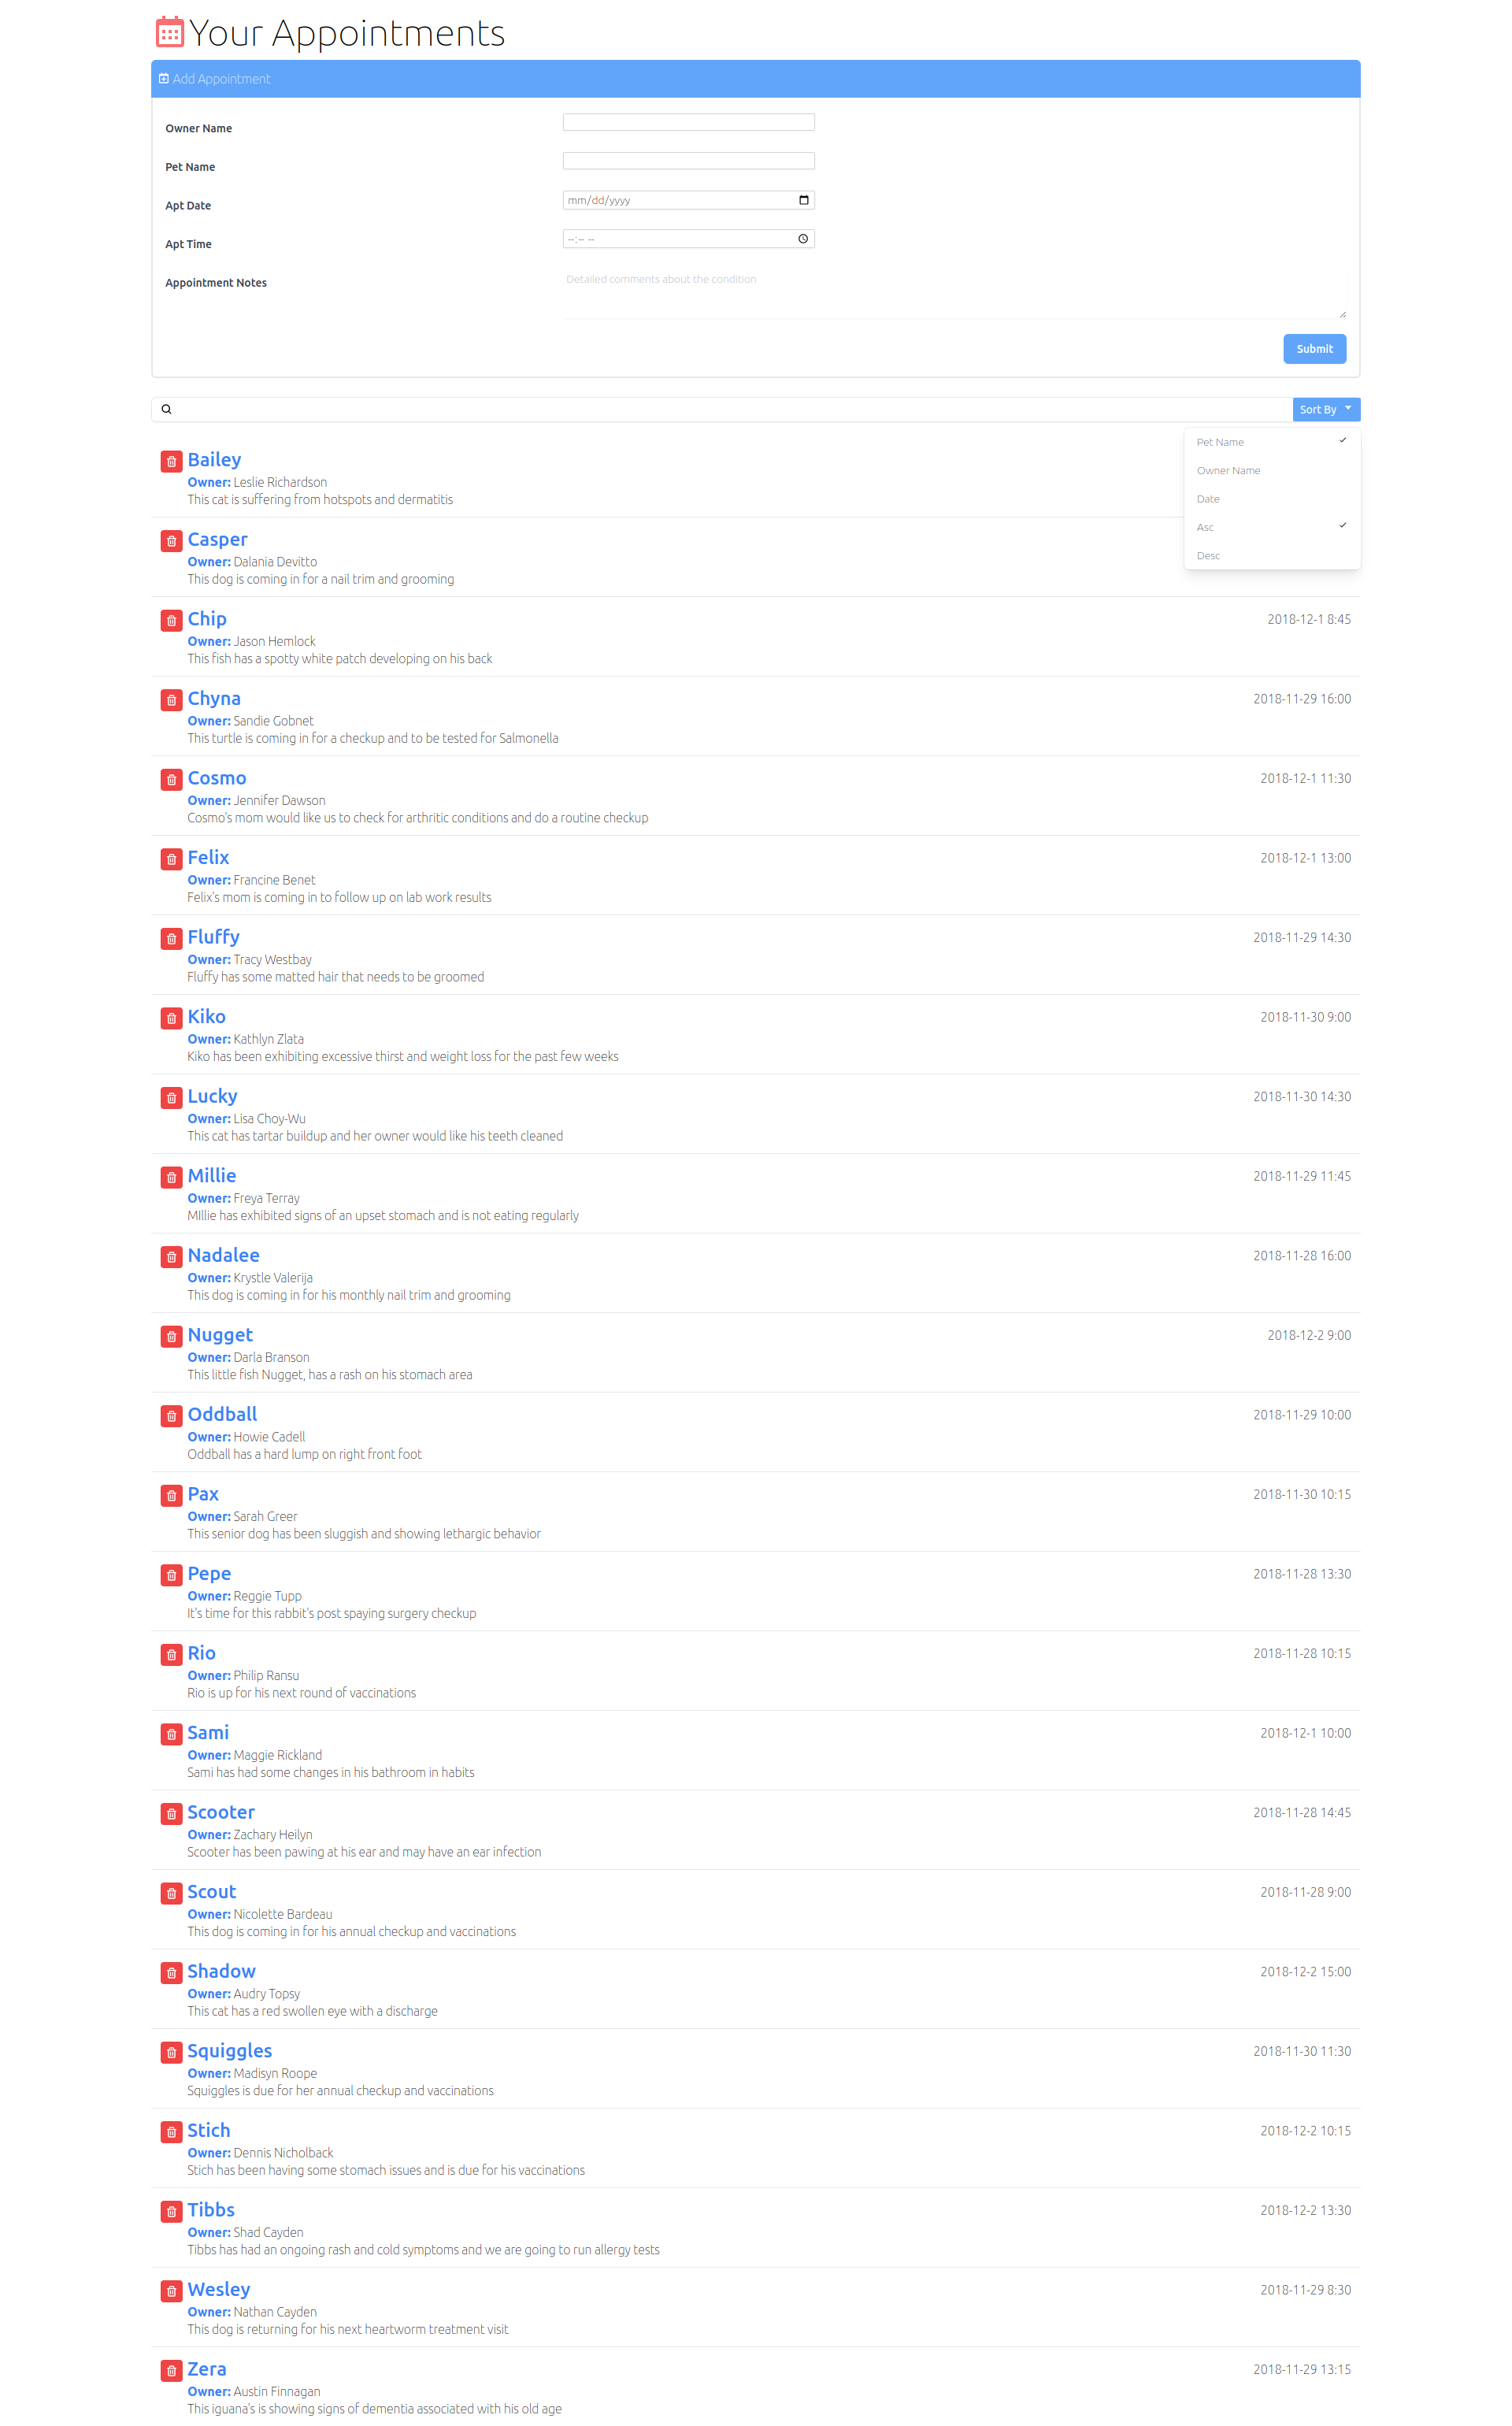 Your Appointments
Add Appointment
Owner Name
Pet Name
Apt Date
mm/dd/yyyy
Apt Time
--:-- --
Appointment Notes
Detailed comments about the condition
Submit
Sort By
Pet Name
Owner Name
Date
Asc
Desc
Bailey
Owner: Leslie Richardson
This cat is suffering from hotspots and dermatitis
Casper
Owner: Dalania Devitto
This dog is coming in for a nail trim and grooming
Chip
2018-12-1 8:45
Owner: Jason Hemlock
This fish has a spotty white patch developing on his back
Chyna
2018-11-29 16:00
Owner: Sandie Gobnet
This turtle is coming in for a checkup and to be tested for Salmonella
Cosmo
2018-12-1 11:30
Owner: Jennifer Dawson
Cosmo's mom would like us to check for arthritic conditions and do a routine checkup
Felix
2018-12-1 13:00
Owner: Francine Benet
Felix's mom is coming in to follow up on lab work results
Fluffy
2018-11-29 14:30
Owner: Tracy Westbay
Fluffy has some matted hair that needs to be groomed
Kiko
2018-11-30 9:00
Owner: Kathlyn Zlata
Kiko has been exhibiting excessive thirst and weight loss for the past few weeks
Lucky
2018-11-30 14:30
Owner: Lisa Choy-Wu
This cat has tartar buildup and her owner would like his teeth cleaned
Millie
2018-11-29 11:45
Owner: Freya Terray
MIllie has exhibited signs of an upset stomach and is not eating regularly
Nadalee
2018-11-28 16:00
Owner: Krystle Valerija
This dog is coming in for his monthly nail trim and grooming
Nugget
2018-12-2 9:00
Owner: Darla Branson
This little fish Nugget, has a rash on his stomach area
Oddball
2018-11-29 10:00
Owner: Howie Cadell
Oddball has a hard lump on right front foot
Pax
2018-11-30 10:15
Owner: Sarah Greer
This senior dog has been sluggish and showing lethargic behavior
Pepe
2018-11-28 13:30
Owner: Reggie Tupp
It's time for this rabbit's post spaying surgery checkup
Rio
2018-11-28 10:15
Owner: Philip Ransu
Rio is up for his next round of vaccinations
Sami
2018-12-1 10:00
Owner: Maggie Rickland
Sami has had some changes in his bathroom in habits
Scooter
2018-11-28 14:45
Owner: Zachary Heilyn
Scooter has been pawing at his ear and may have an ear infection
Scout
2018-11-28 9:00
Owner: Nicolette Bardeau
This dog is coming in for his annual checkup and vaccinations
Shadow
2018-12-2 15:00
Owner: Audry Topsy
This cat has a red swollen eye with a discharge
Squiggles
2018-11-30 11:30
Owner: Madisyn Roope
Squiggles is due for her annual checkup and vaccinations
Stich
2018-12-2 10:15
Owner: Dennis Nicholback
Stich has been having some stomach issues and is due for his vaccinations
Tibbs
2018-12-2 13:30
Owner: Shad Cayden
Tibbs has had an ongoing rash and cold symptoms and we are going to run allergy tests
Wesley
2018-11-29 8:30
Owner: Nathan Cayden
This dog is returning for his next heartworm treatment visit
Zera
2018-11-29 13:15
Owner: Austin Finnagan
This iguana's is showing signs of dementia associated with his old age